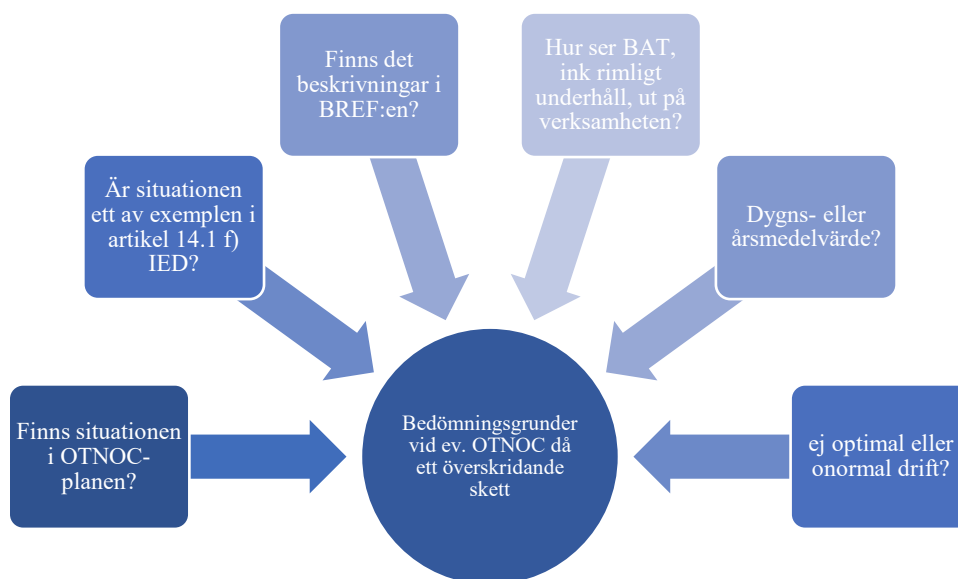 Finns situationen
i OTNOC-
planen?
Är situationen
ett av exemplen i
artikel 14.1 f)
IED?
Finns det
beskrivningar i
BREF:en?
Hur ser BAT,
ink rimligt
underhåll, ut på
verksamheten?
Dygns- eller
årsmedelvärde?
ej optimal eller
onormal drift?
Bedömningsgrunder
vid ev. OTNOC då
ett överskridande
skett